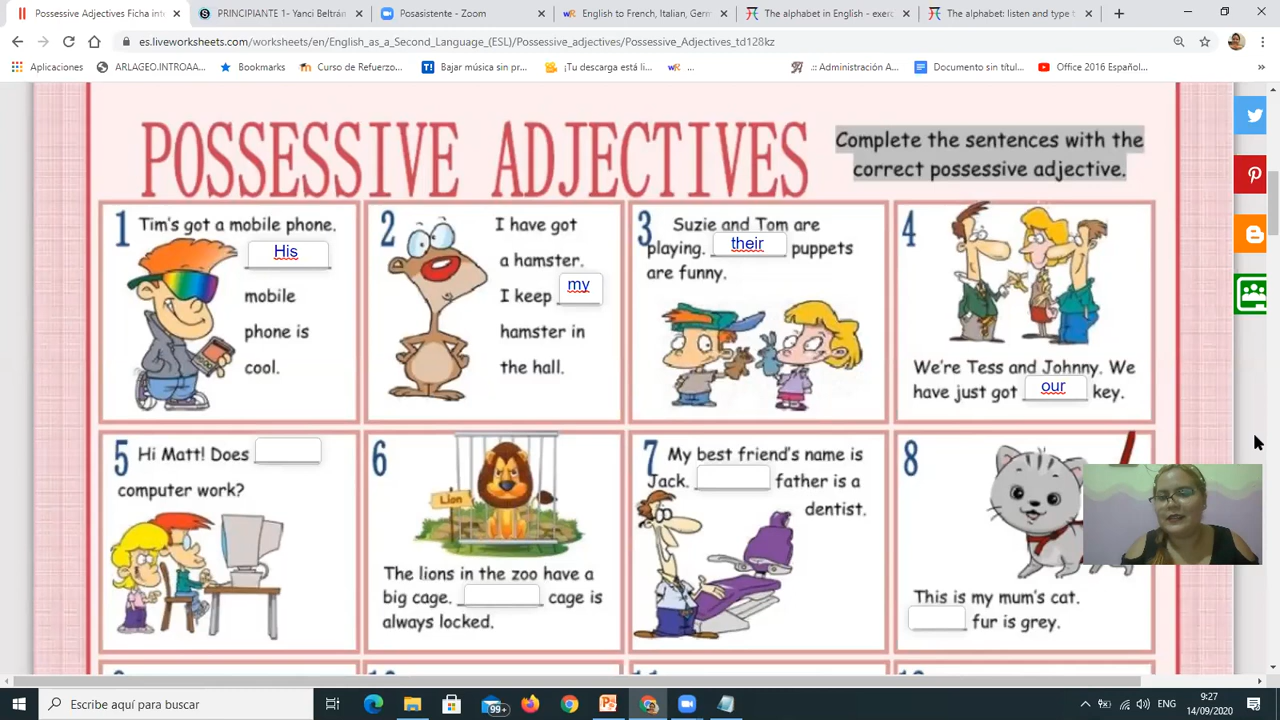 Possessive Adjectives Ficha inte
PRINCIPIANTE 1- Yanci Beltrán
Posasistente - Zoom
English to French, Italian, Germ
The alphabet in English - exerc
The alphabet: listen and type t
es.liveworksheets.com/worksheets/en/English_as_a_Second_Language_(ESL)/Possessive_adjectives/Possessive_Adjectives_td128kz
Aplicaciones
ARLAGEO.INTROAA...
Bookmarks
Curso de Refuerzo...
Bajar música sin pr...
¡Tu descarga está li...
...
.:: Administración A...
Documento sin títul...
Office 2016 Español...
»
POSSESSIVE ADJECTIVES
Complete the sentences with the
correct possessive adjective.
1 Tim's got a mobile phone.
His
mobile
phone is
cool.
2 I have got
a hamster.
I keep my
hamster in
the hall.
3 Suzie and Tom are
playing. their puppets
are funny.
4
We're Tess and Johnny. We
have just got our key.
5 Hi Matt! Does
computer work?
6
Lion
The lions in the zoo have a
big cage. cage is
always locked.
7 My best friend's name is
Jack. father is a
dentist.
8
This is my mum's cat.
fur is grey.
Escribe aquí para buscar
99+
ENG
9:27
14/09/2020